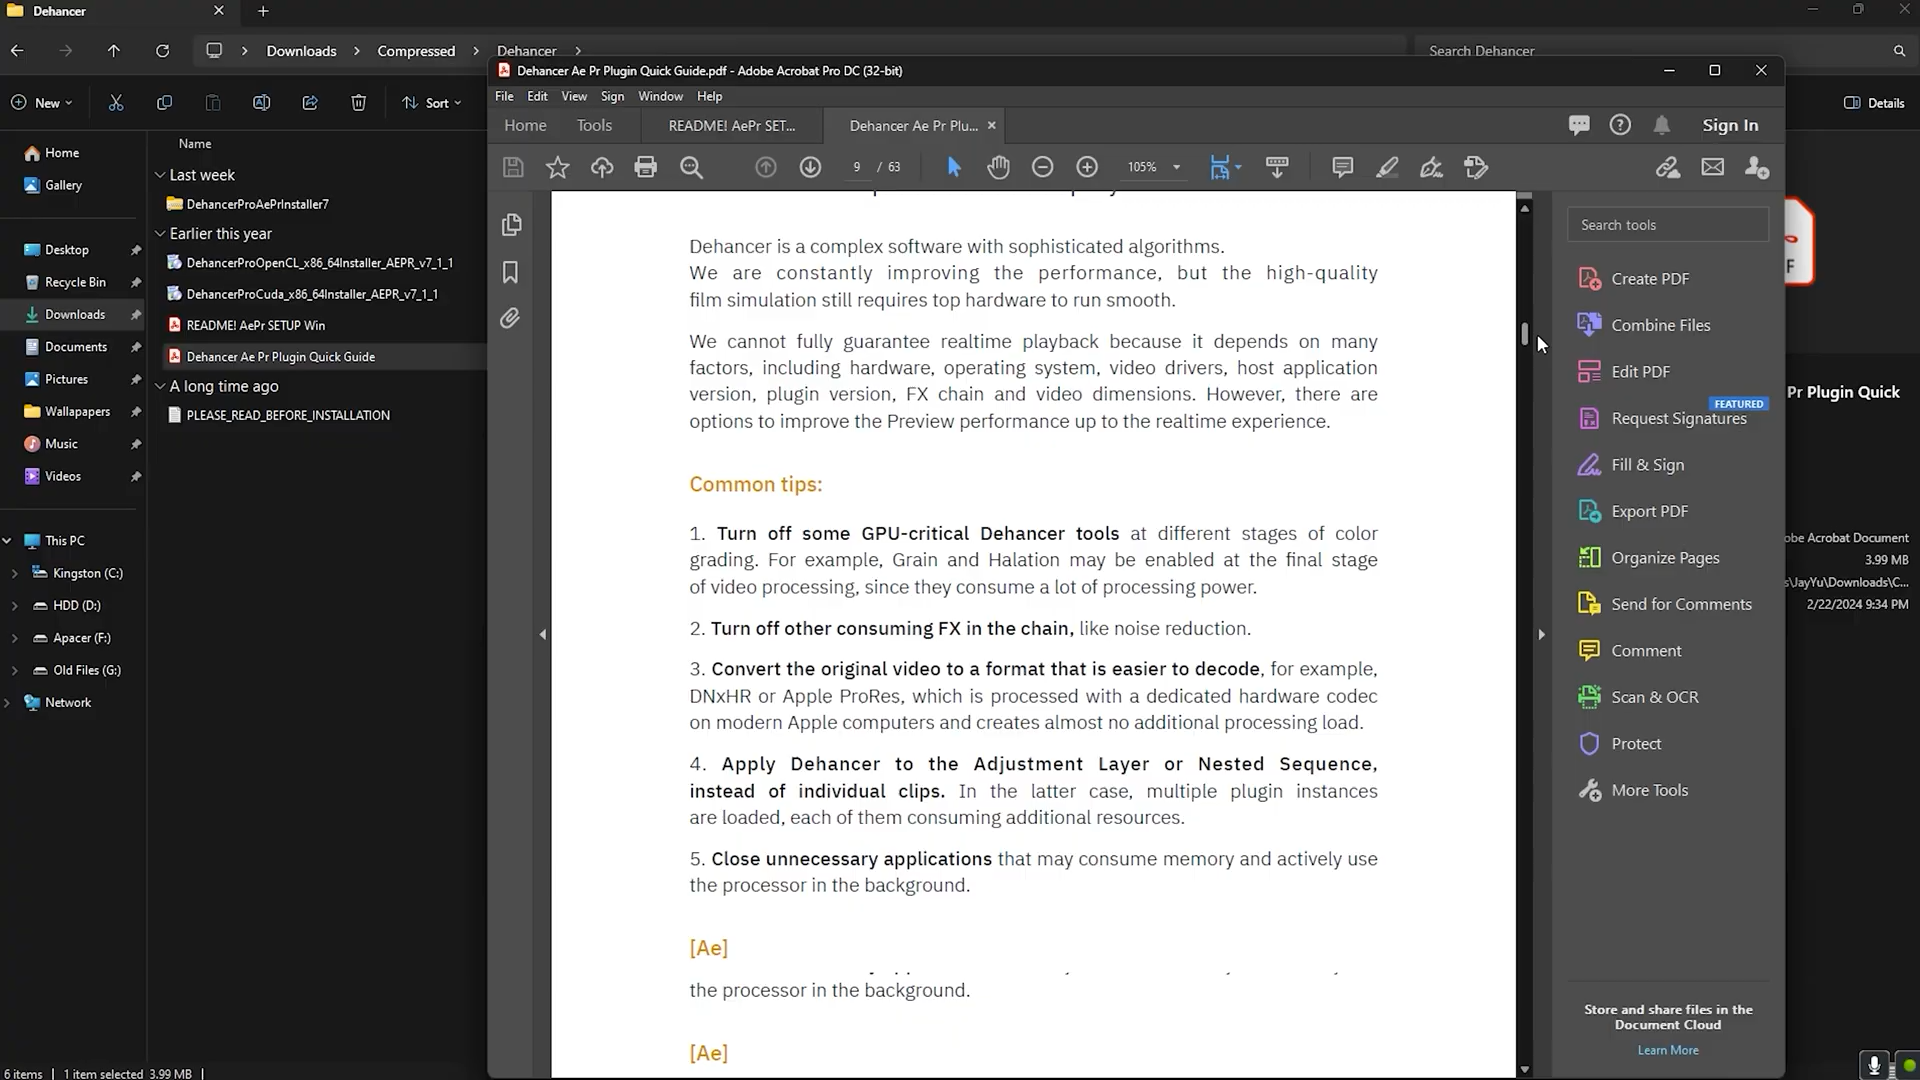 Dehancer
Downloads
Compressed
Dehancer
Search Dehancer
New
Sort
Details
Home
Gallery
Desktop
Recycle Bin
Downloads
Documents
Pictures
Wallapapers
Music
Videos
This PC
Kingston (C:)
HDD (D:)
Apacer (F:)
Old Files (G:)
Network
Name
Last week
DehancerProAePrInstaller7
Earlier this year
DehancerProOpenCL_x86_64Installer_AEPR_v7_1_1
DehancerProCuda_x86_64Installer_AEPR_v7_1_1
README! AePr SETUP Win
Dehancer Ae Pr Plugin Quick Guide
A long time ago
PLEASE_READ_BEFORE_INSTALLATION
6 items
1 item selected 3.99 MB
Dehancer Ae Pr Plugin Quick Guide.pdf - Adobe Acrobat Pro DC (32-bit)
File Edit View Sign Window Help
Home
Tools
README! AePr SET...
Dehancer Ae Pr Plu...
Sign In
9 / 63
105%
Dehancer is a complex software with sophisticated algorithms.
We are constantly improving the performance, but the high-quality
film simulation still requires top hardware to run smooth.
We cannot fully guarantee realtime playback because it depends on many
factors, including hardware, operating system, video drivers, host application
version, plugin version, FX chain and video dimensions. However, there are
options to improve the Preview performance up to the realtime experience.
Common tips:
1. Turn off some GPU-critical Dehancer tools at different stages of color
grading. For example, Grain and Halation may be enabled at the final stage
of video processing, since they consume a lot of processing power.
2. Turn off other consuming FX in the chain, like noise reduction.
3. Convert the original video to a format that is easier to decode, for example,
DNxHR or Apple ProRes, which is processed with a dedicated hardware codec
on modern Apple computers and creates almost no additional processing load.
4. Apply Dehancer to the Adjustment Layer or Nested Sequence,
instead of individual clips. In the latter case, multiple plugin instances
are loaded, each of them consuming additional resources.
5. Close unnecessary applications that may consume memory and actively use
the processor in the background.
[Ae]
the processor in the background.
[Ae]
Search tools
Create PDF
Combine Files
Edit PDF
FEATURED
Request Signatures
Fill & Sign
Export PDF
Organize Pages
Send for Comments
Comment
Scan & OCR
Protect
More Tools
Store and share files in the
Document Cloud
Learn More
Pr Plugin Quick
obe Acrobat Document
3.99 MB
s\JayYu\Downloads\C...
2/22/2024 9:34 PM